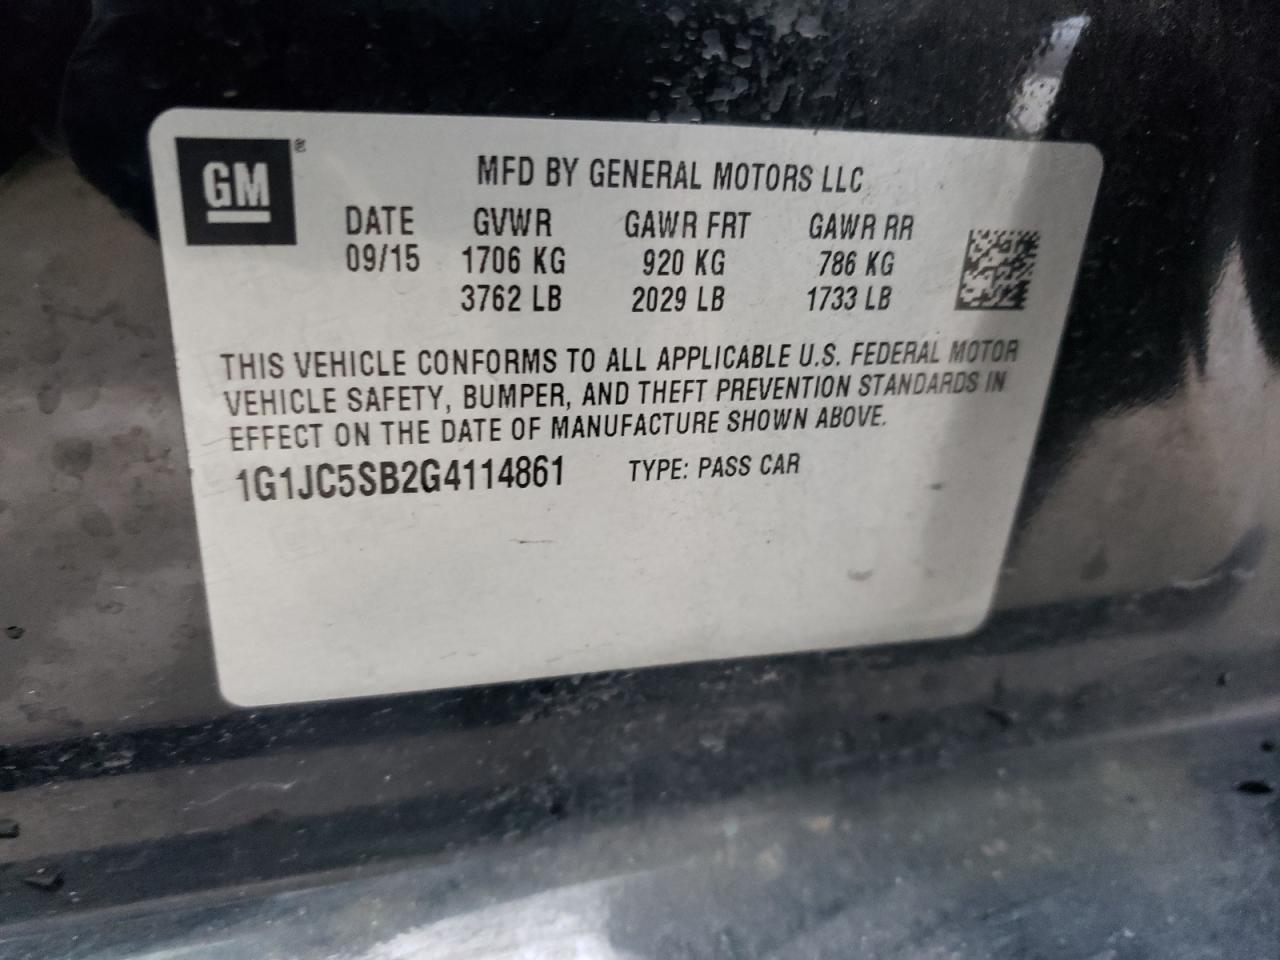 GM®
MFD BY GENERAL MOTORS LLC
DATE GVWR GAWR FRT GAWR RR
09/15 1706 KG 920 KG 786 KG
3762 LB 2029 LB 1733 LB
THIS VEHICLE CONFORMS TO ALL APPLICABLE U.S. FEDERAL MOTOR
VEHICLE SAFETY, BUMPER, AND THEFT PREVENTION STANDARDS IN
EFFECT ON THE DATE OF MANUFACTURE SHOWN ABOVE.
1G1JC5SB2G4114861 TYPE: PASS CAR